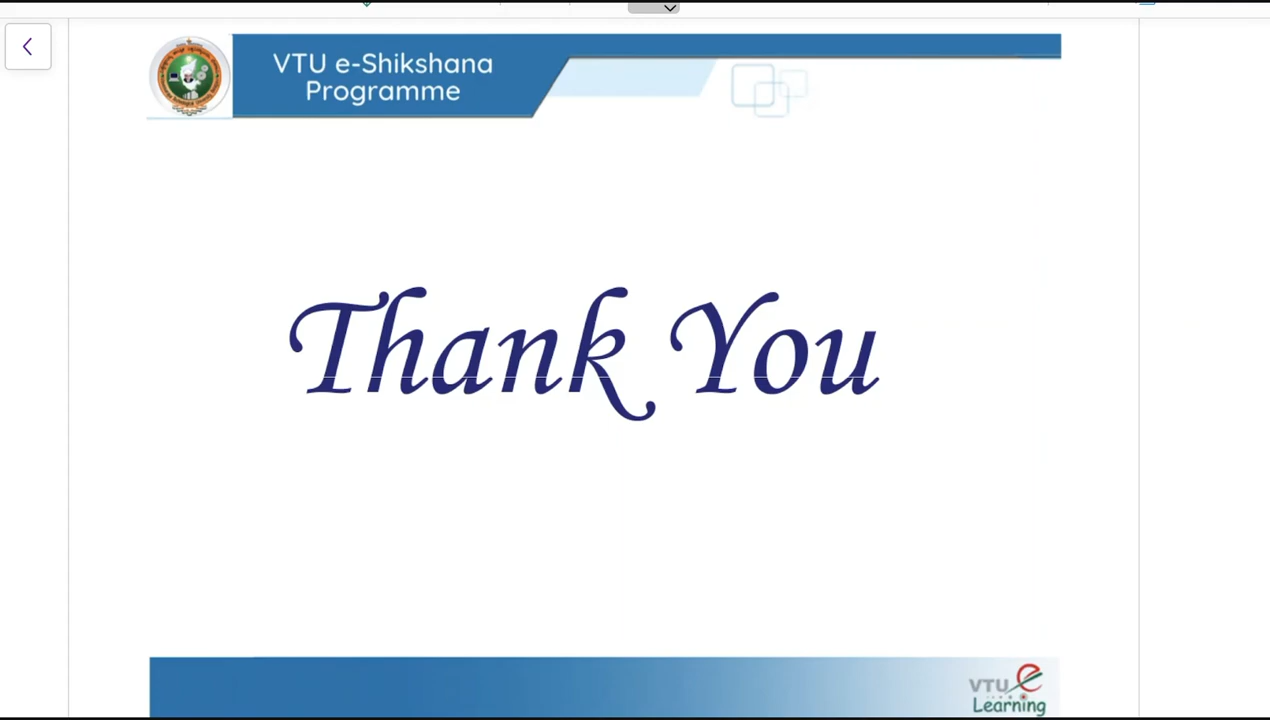 VTU e-Shikshana
Programme
Thank You
VTU e
Learning